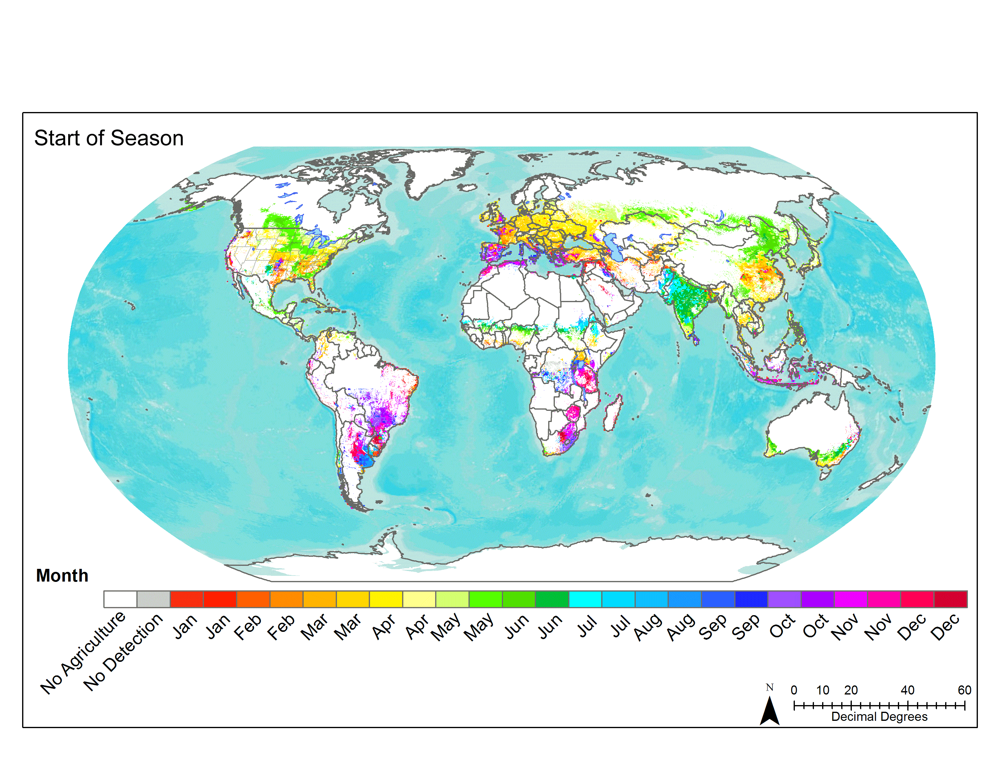 Start of Season
Month
No Agriculture
No Detection
Jan
Jan
Feb
Feb
Mar
Mar
Apr
Apr
May
May
Jun
Jun
Jul
Jul
Aug
Aug
Sep
Sep
Oct
Oct
Nov
Nov
Dec
Dec
N
0 10 20 40 60
Decimal Degrees